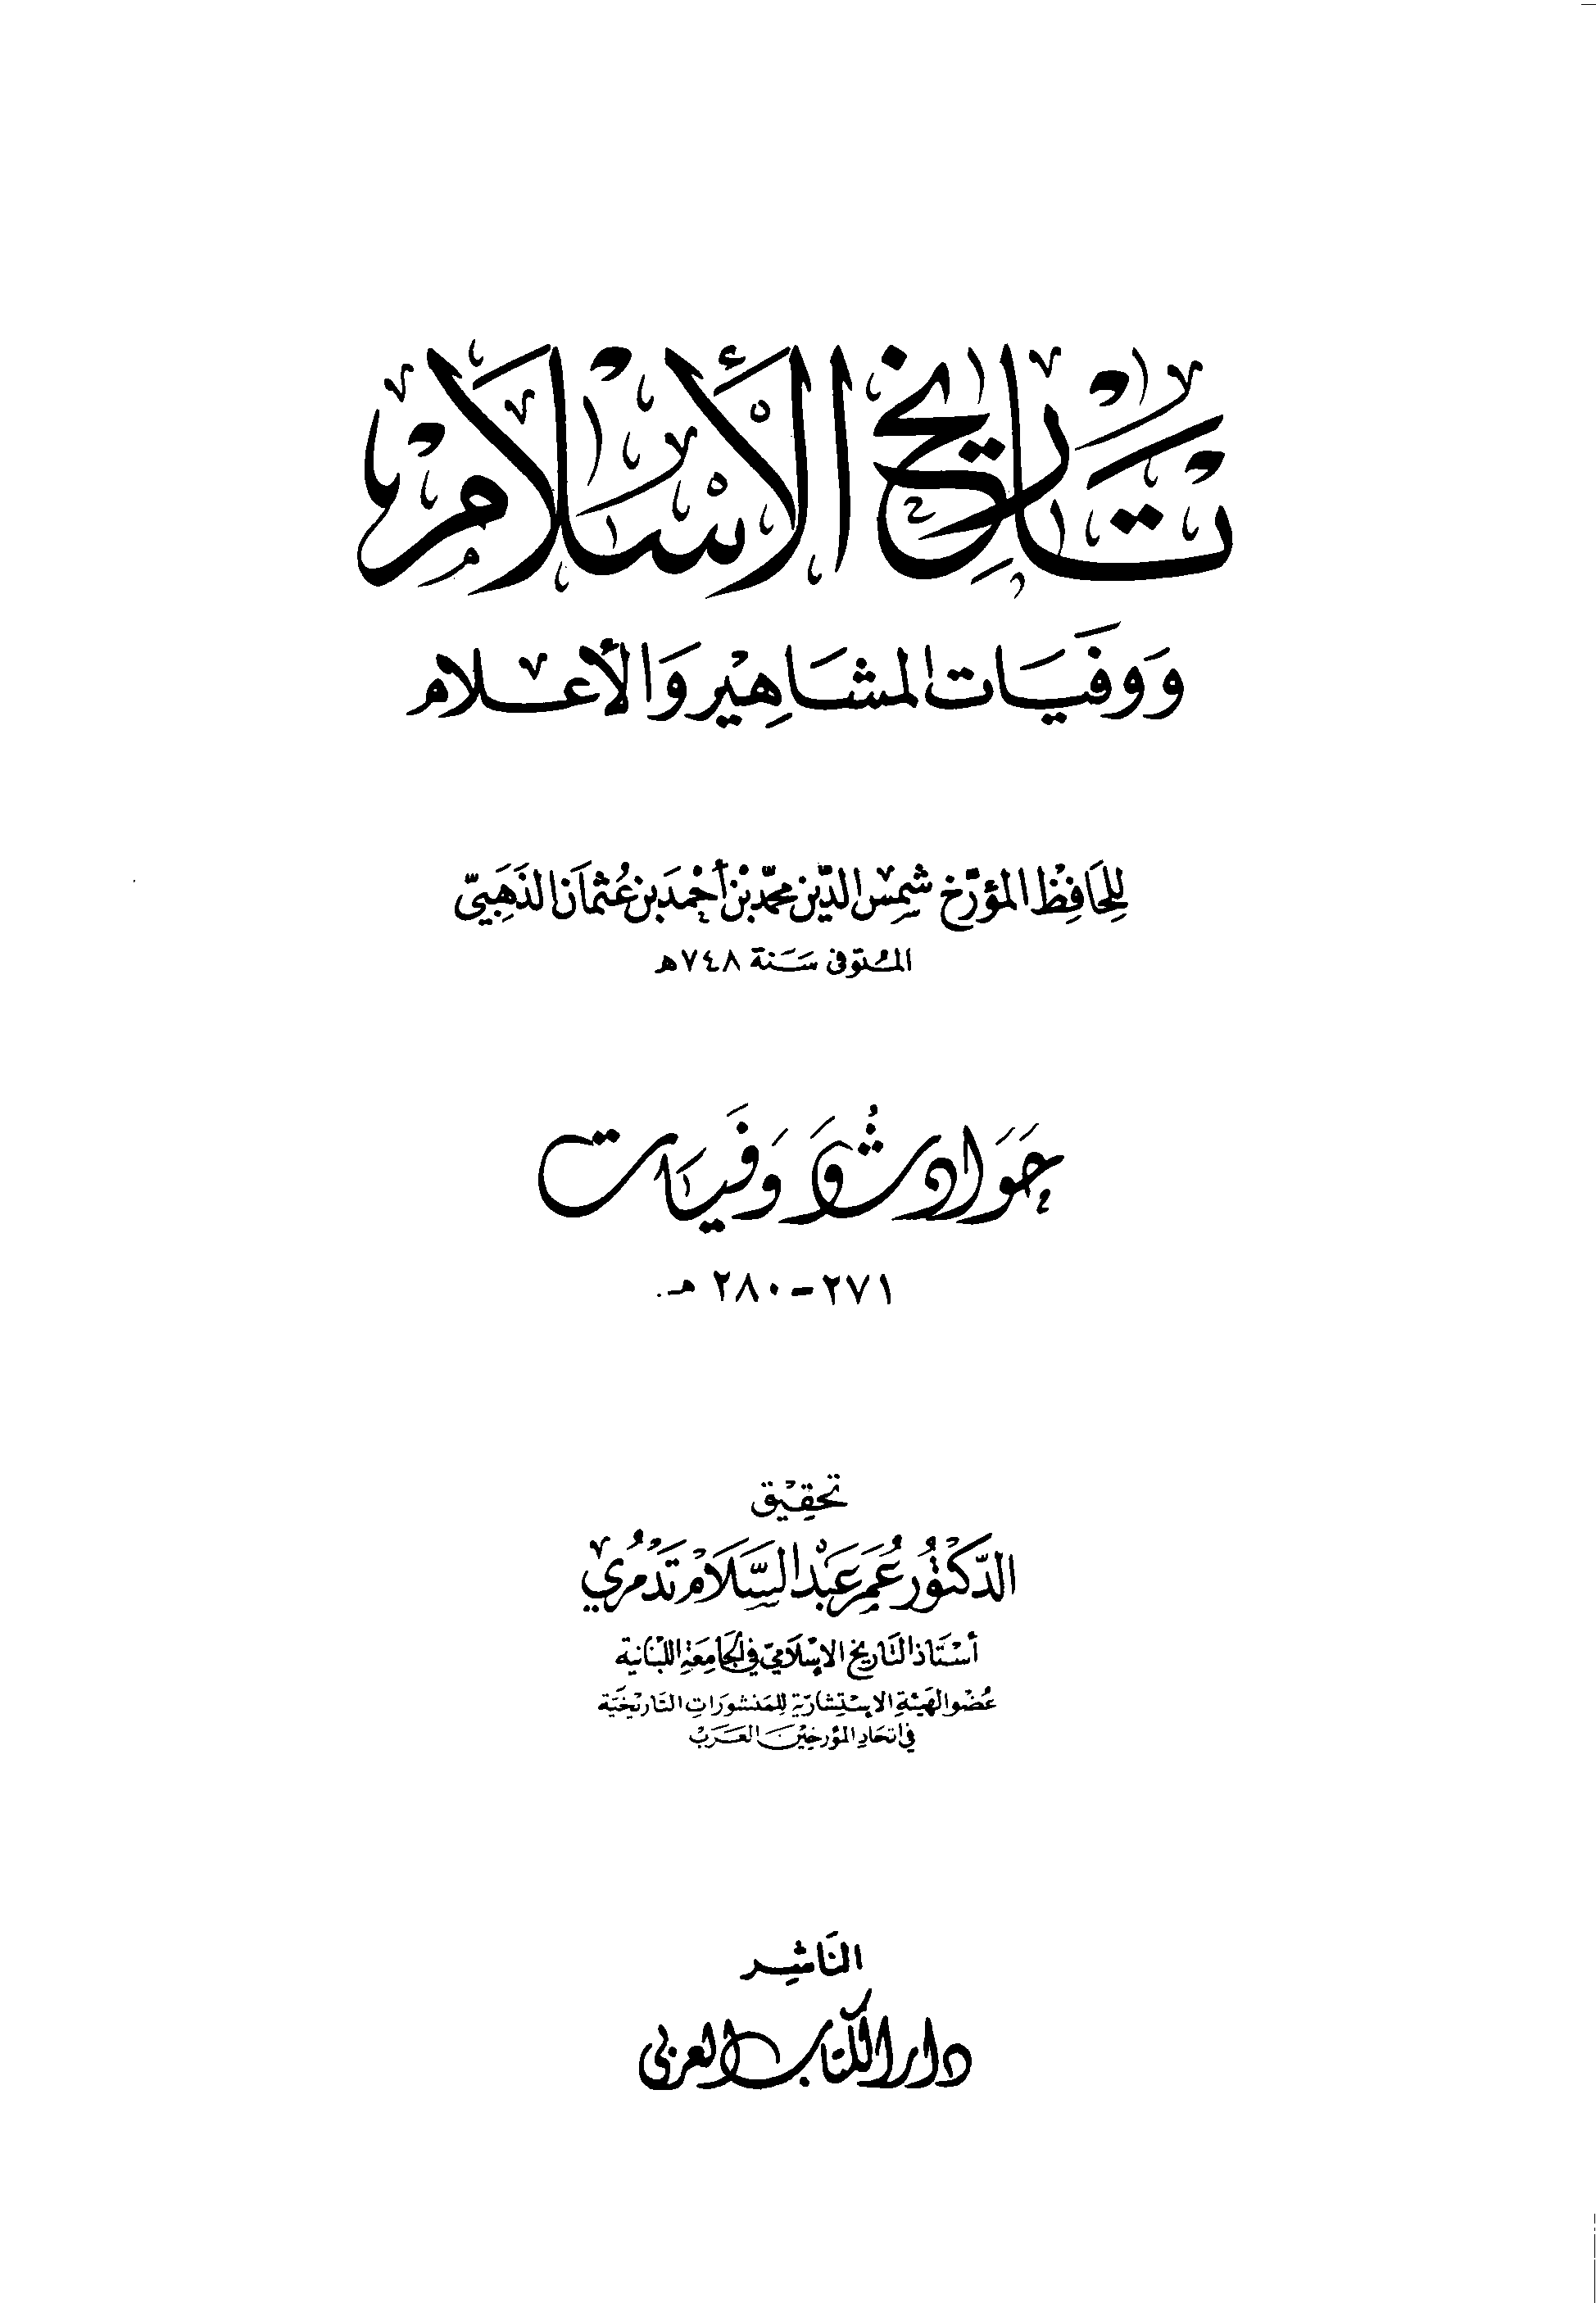 تاريخ الإسلام
ووفيات المشاهير والأعلام
للحافظ المؤرخ شمس الدين محمد بن أحمد بن عثمان الذهبي
المتوفى سنة ٧٤٨ هـ
حوادث ووفيات
٢٧١ - ٢٨٠ هـ.
تحقيق
الدكتور عمر عبد السلام تدمري
أستاذ التاريخ الإسلامي في الجامعة اللبنانية
عضو الهيئة الاستشارية للمنشورات التاريخية
في اتحاد المؤرخين العرب
الناشر
دار الكتاب العربي